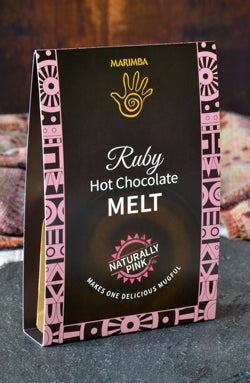 MARIMBA
Ruby
Hot Chocolate
MELT
NATURALLY
PINK
MAKES ONE DELICIOUS MUGFUL